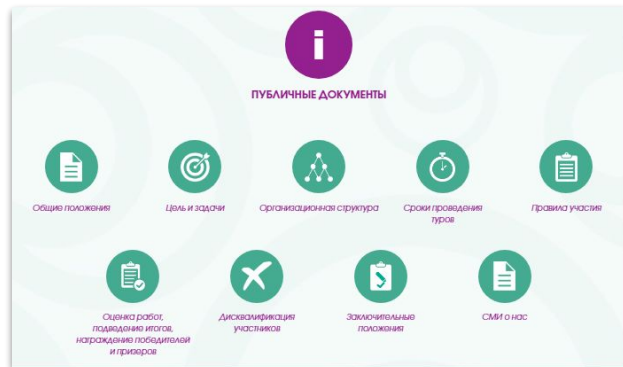 i
ПУБЛИЧНЫЕ ДОКУМЕНТЫ
Общие положения
Цель и задачи
Организационная структура
Сроки проведения
туров
Правила участия
Оценка работ,
подведение итогов,
награждение победителей
и призеров
Дисквалификация
участников
Заключительные
положения
СМИ о нас